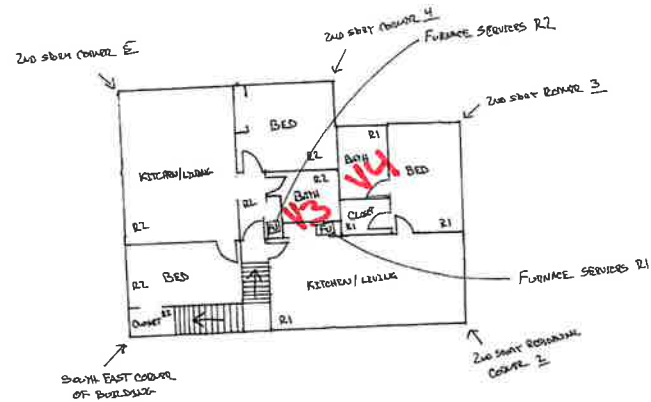 2ND STORY CORNER 5
2ND STORY CORNER 4
FURNACE SERVICES R2
2ND STORY CORNER 3
BED
R2
KITCHEN/LIVING
R2
R1
BATH
V4
BED
R2
BATH
V3
R2
CLOSET
R1
R1
FU
FU
R2
BED
KITCHEN/LIVING
FURNACE SERVICES R1
CLOSET
R2
R1
SOUTH EAST CORNER
OF BUILDING
2ND STORY
CORNER 2